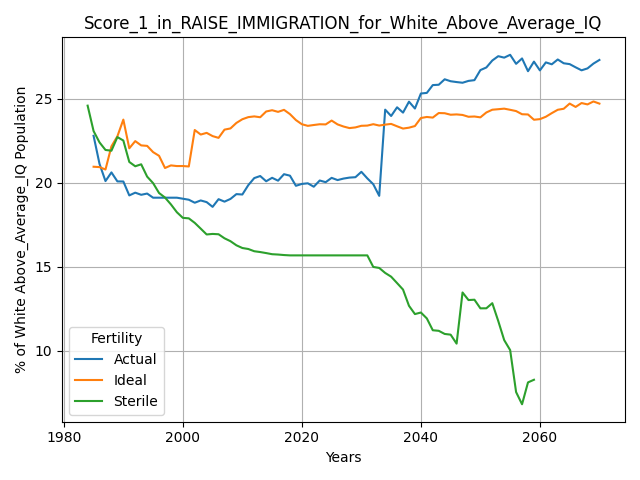 Score_1_in_RAISE_IMMIGRATION_for_White_Above_Average_IQ
% of White Above_Average_IQ Population
25
20
15
10
Fertility
Actual
Ideal
Sterile
1980
2000
2020
2040
2060
Years